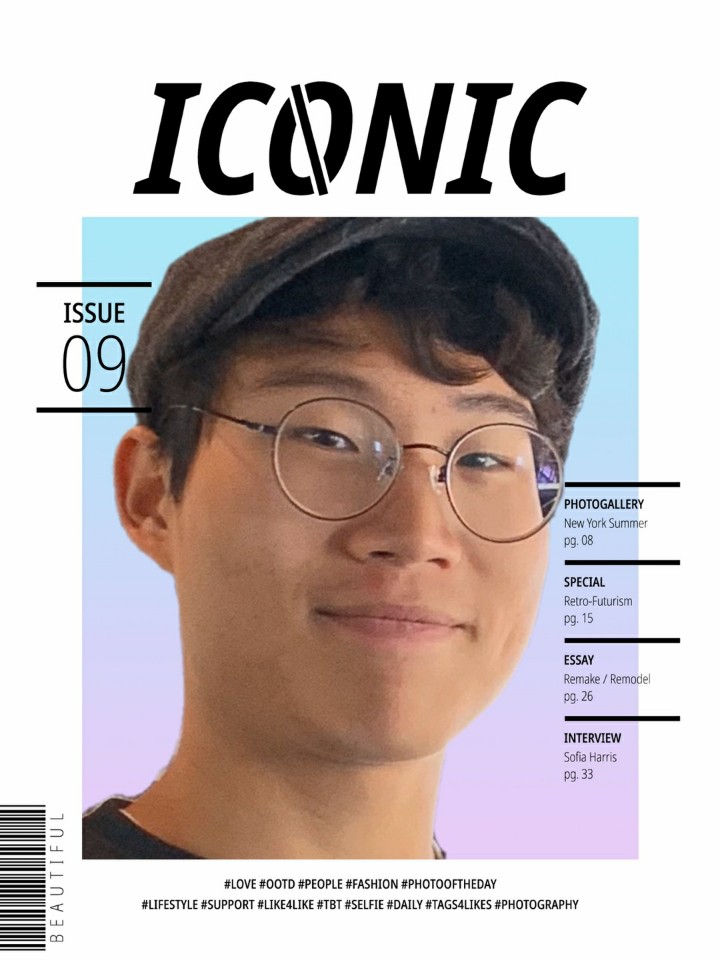 ICONIC
ISSUE
09
PHOTOGALLERY
New York Summer
pg. 08
SPECIAL
Retro-Futurism
pg. 15
ESSAY
Remake / Remodel
pg. 26
INTERVIEW
Sofia Harris
pg. 33
BEAUTIFUL
#LOVE #OOTD #PEOPLE #FASHION #PHOTOOFTHEDAY
#LIFESTYLE #SUPPORT #LIKE4LIKE #TBT #SELFIE #DAILY #TAGS4LIKES #PHOTOGRAPHY